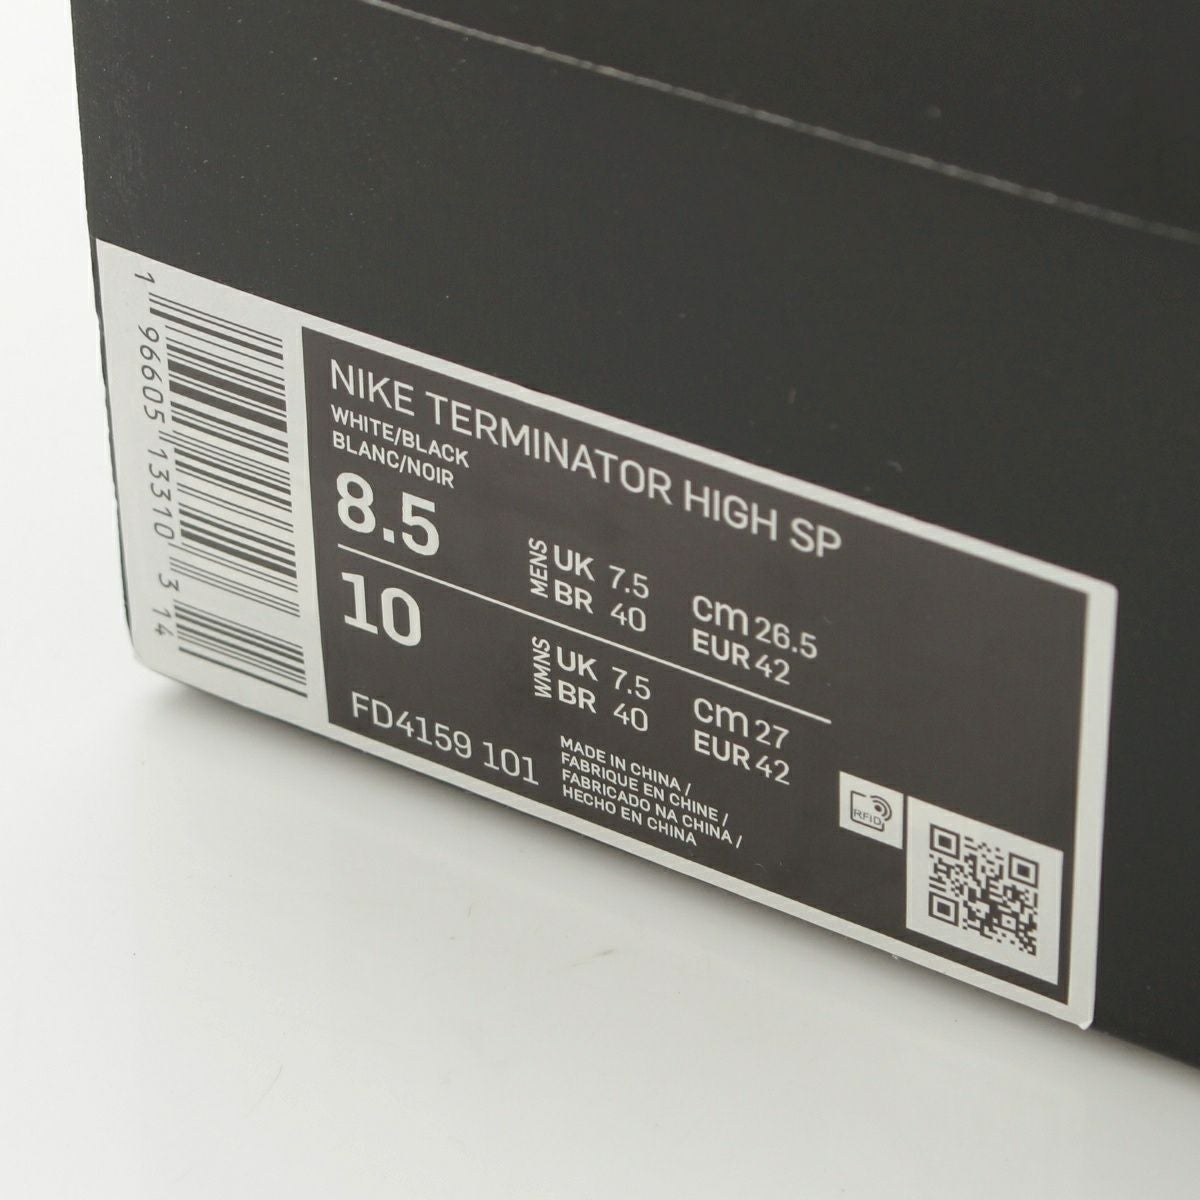 1 96605 13310 3 14
NIKE TERMINATOR HIGH SP
WHITE/BLACK
BLANC/NOIR
8.5
MENS
UK 7.5
BR 40
cm 26.5
EUR 42
10
WMNS
UK 7.5
BR 40
cm 27
EUR 42
FD4159 101
MADE IN CHINA /
FABRIQUE EN CHINE /
FABRICADO NA CHINA /
HECHO EN CHINA
RFID